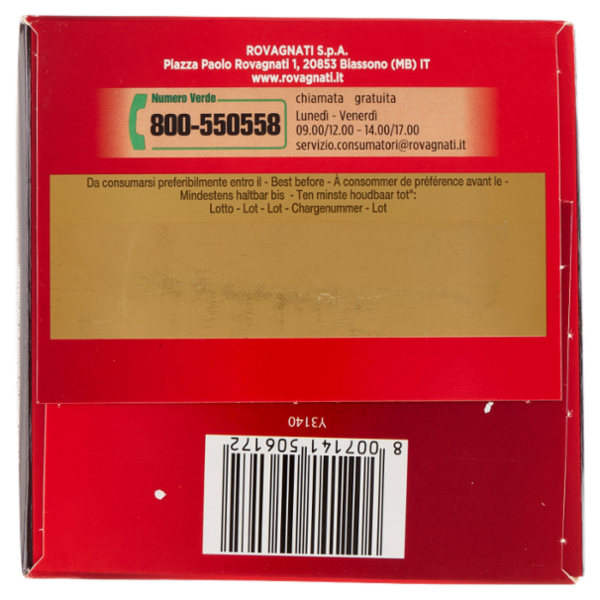 ROVAGNATI S.p.A.
Piazza Paolo Rovagnati 1, 20853 Biassono (MB) IT
www.rovagnati.it
Numero Verde
800-550558
chiamata gratuita
Lunedì - Venerdì
09.00/12.00 - 14.00/17.00
servizio.consumatori@rovagnati.it
Da consumarsi preferibilmente entro il - Best before - À consommer de préférence avant le -
Mindestens haltbar bis - Ten minste houdbaar tot*:
Lotto - Lot - Lot - Chargenummer - Lot
Y3140
8 007141 506172